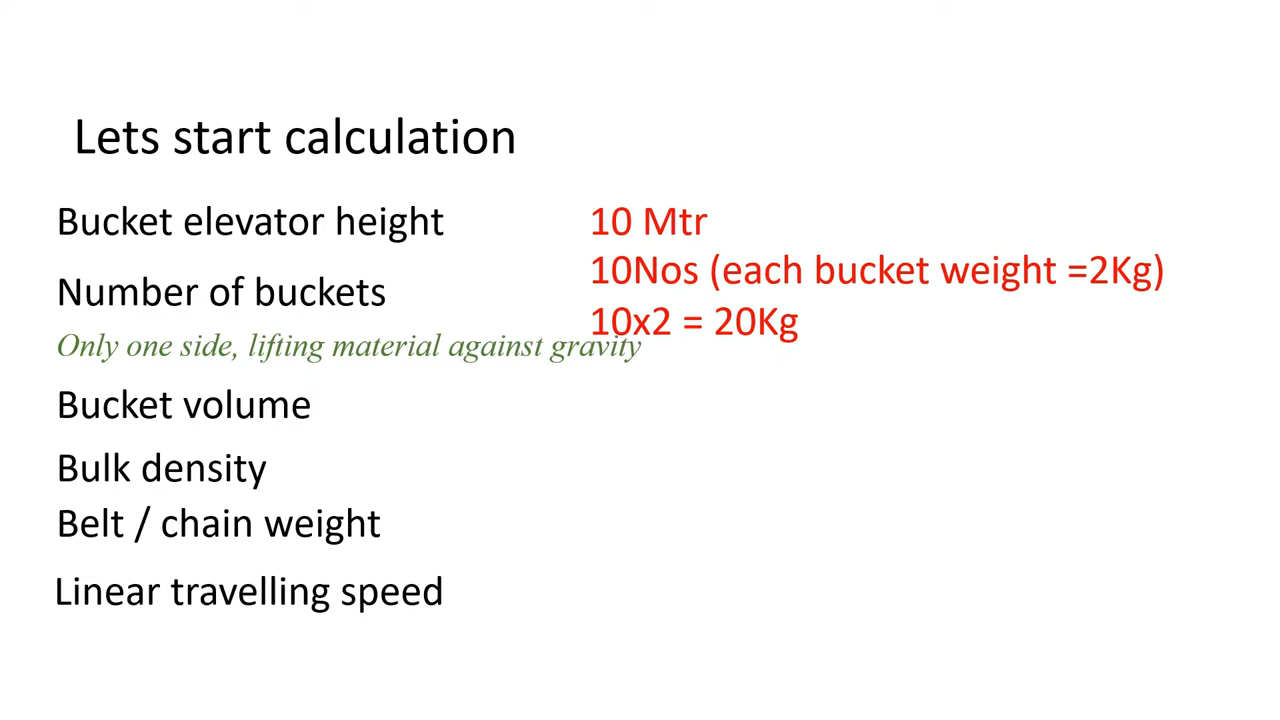 Lets start calculation
Bucket elevator height 10 Mtr
10Nos (each bucket weight =2Kg)
Number of buckets
10x2 = 20Kg
Only one side, lifting material against gravity
Bucket volume
Bulk density
Belt / chain weight
Linear travelling speed